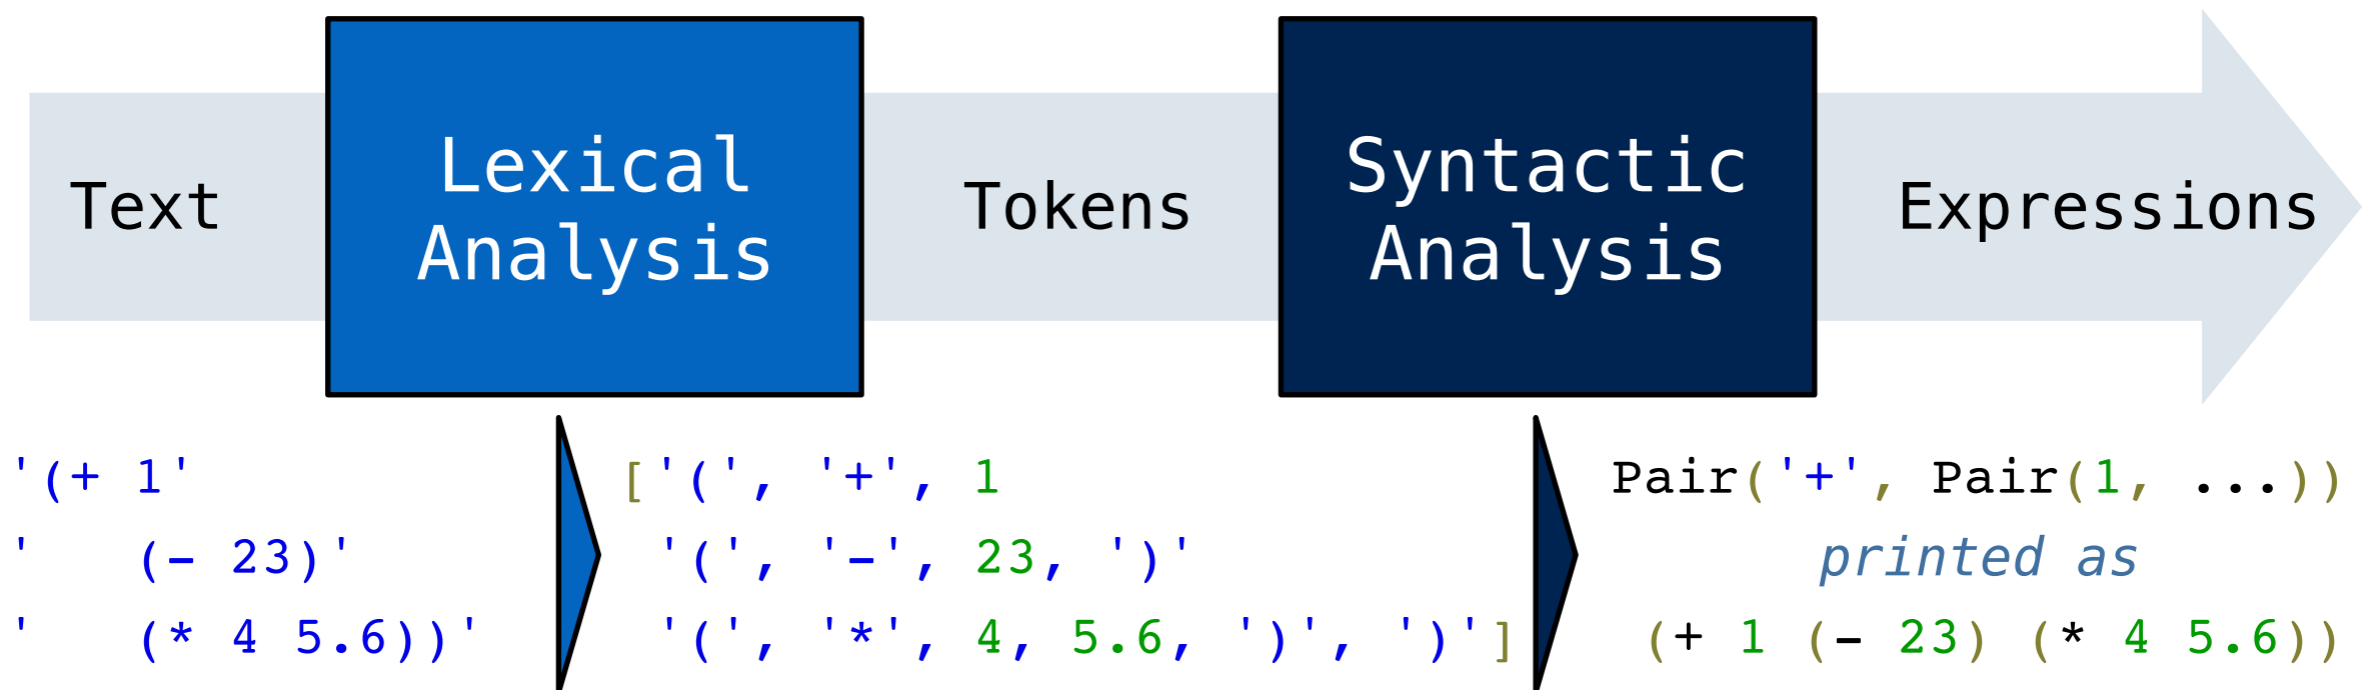 Text
Lexical
Analysis
Tokens
Syntactic
Analysis
Expressions
'(+ 1'
'   (- 23)'
'   (* 4 5.6))'
['(', '+', 1
'(', '-', 23, ')'
'(', '*', 4, 5.6, ')', ')']
Pair('+', Pair(1, ...))
printed as
(+ 1 (- 23) (* 4 5.6))